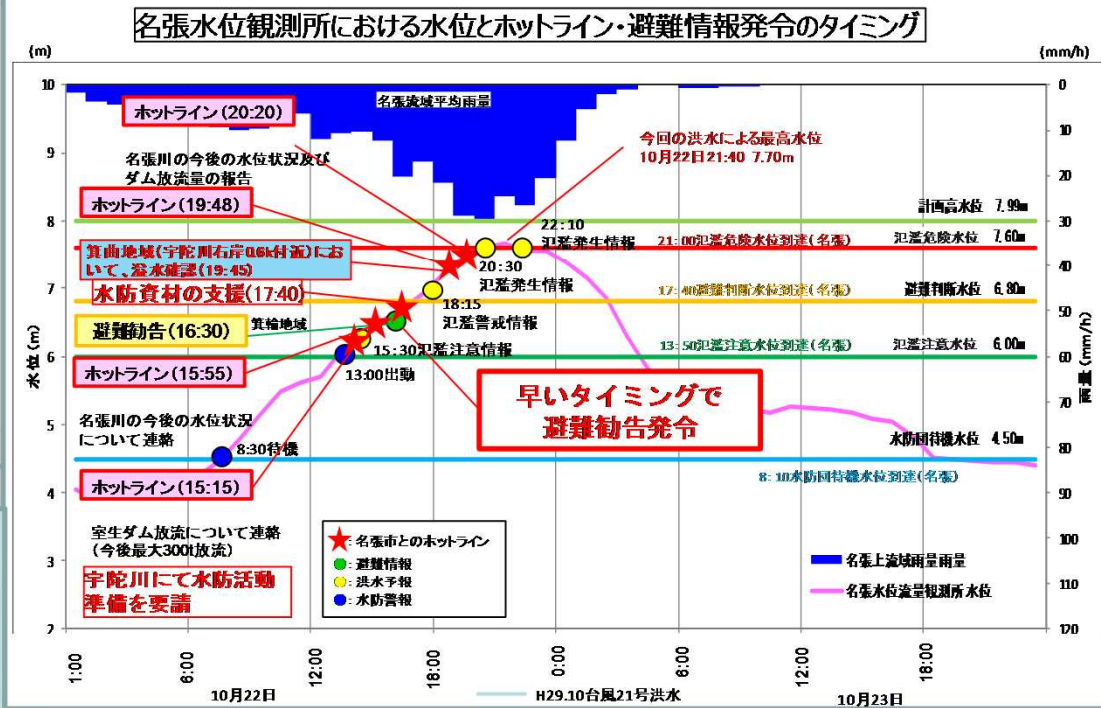 名張水位観測所における水位とホットライン・避難情報発令のタイミング
(m)
(mm/h)
10
9
8
7
6
5
4
3
2
水位(m)
0
10
20
30
40
50
60
70
80
90
100
110
120
雨量(mm/h)
名張流域平均雨量
ホットライン(20:20)
名張川の今後の水位状況及び
ダム放流量の報告
ホットライン(19:48)
箕曲地域(宇陀川右岸0.6k付近)にお
いて、溢水確認(19:45)
水防資材の支援(17:40)
避難勧告(16:30)
箕輪地域
ホットライン(15:55)
名張川の今後の水位状況
について連絡
ホットライン(15:15)
室生ダム放流について連絡
(今後最大300t放流)
宇陀川にて水防活動
準備を要請
今回の洪水による最高水位
10月22日21:40 7.70m
計画高水位 7.99m
22:10
氾濫発生情報
21:00氾濫危険水位到達(名張)
氾濫危険水位 7.60m
20:30
氾濫発生情報
17:40避難判断水位到達(名張)
避難判断水位 6.80m
18:15
氾濫警戒情報
13:50氾濫注意水位到達(名張)
氾濫注意水位 6.00m
15:30氾濫注意情報
13:00出動
早いタイミングで
避難勧告発令
8:30待機
水防団待機水位 4.50m
8:10水防団待機水位到達(名張)
:名張市とのホットライン
:避難情報
:洪水予報
:水防警報
名張上流域雨量雨量
名張水位流量観測所水位
1:00
6:00
12:00
18:00
0:00
6:00
12:00
18:00
10月22日
H29.10台風21号洪水
10月23日